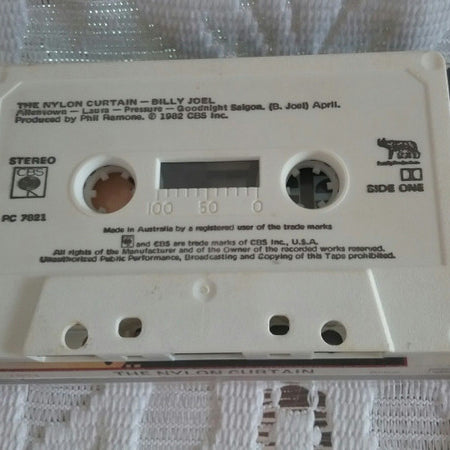 THE NYLON CURTAIN — BILLY JOEL
Allentown — Laura — Pressure — Goodnight Saigon. (B. Joel) April.
Produced by Phil Ramone. © 1982 CBS Inc.
STEREO
CBS
PC 7821
100 50 0
SIDE ONE
Made in Australia by a registered user of the trade marks
and CBS are trade marks of CBS Inc., U.S.A.
All rights of the Manufacturer and of the Owner of the recorded works reserved.
Unauthorized Public Performance, Broadcasting and Copying of this Tape prohibited.
THE NYLON CURTAIN